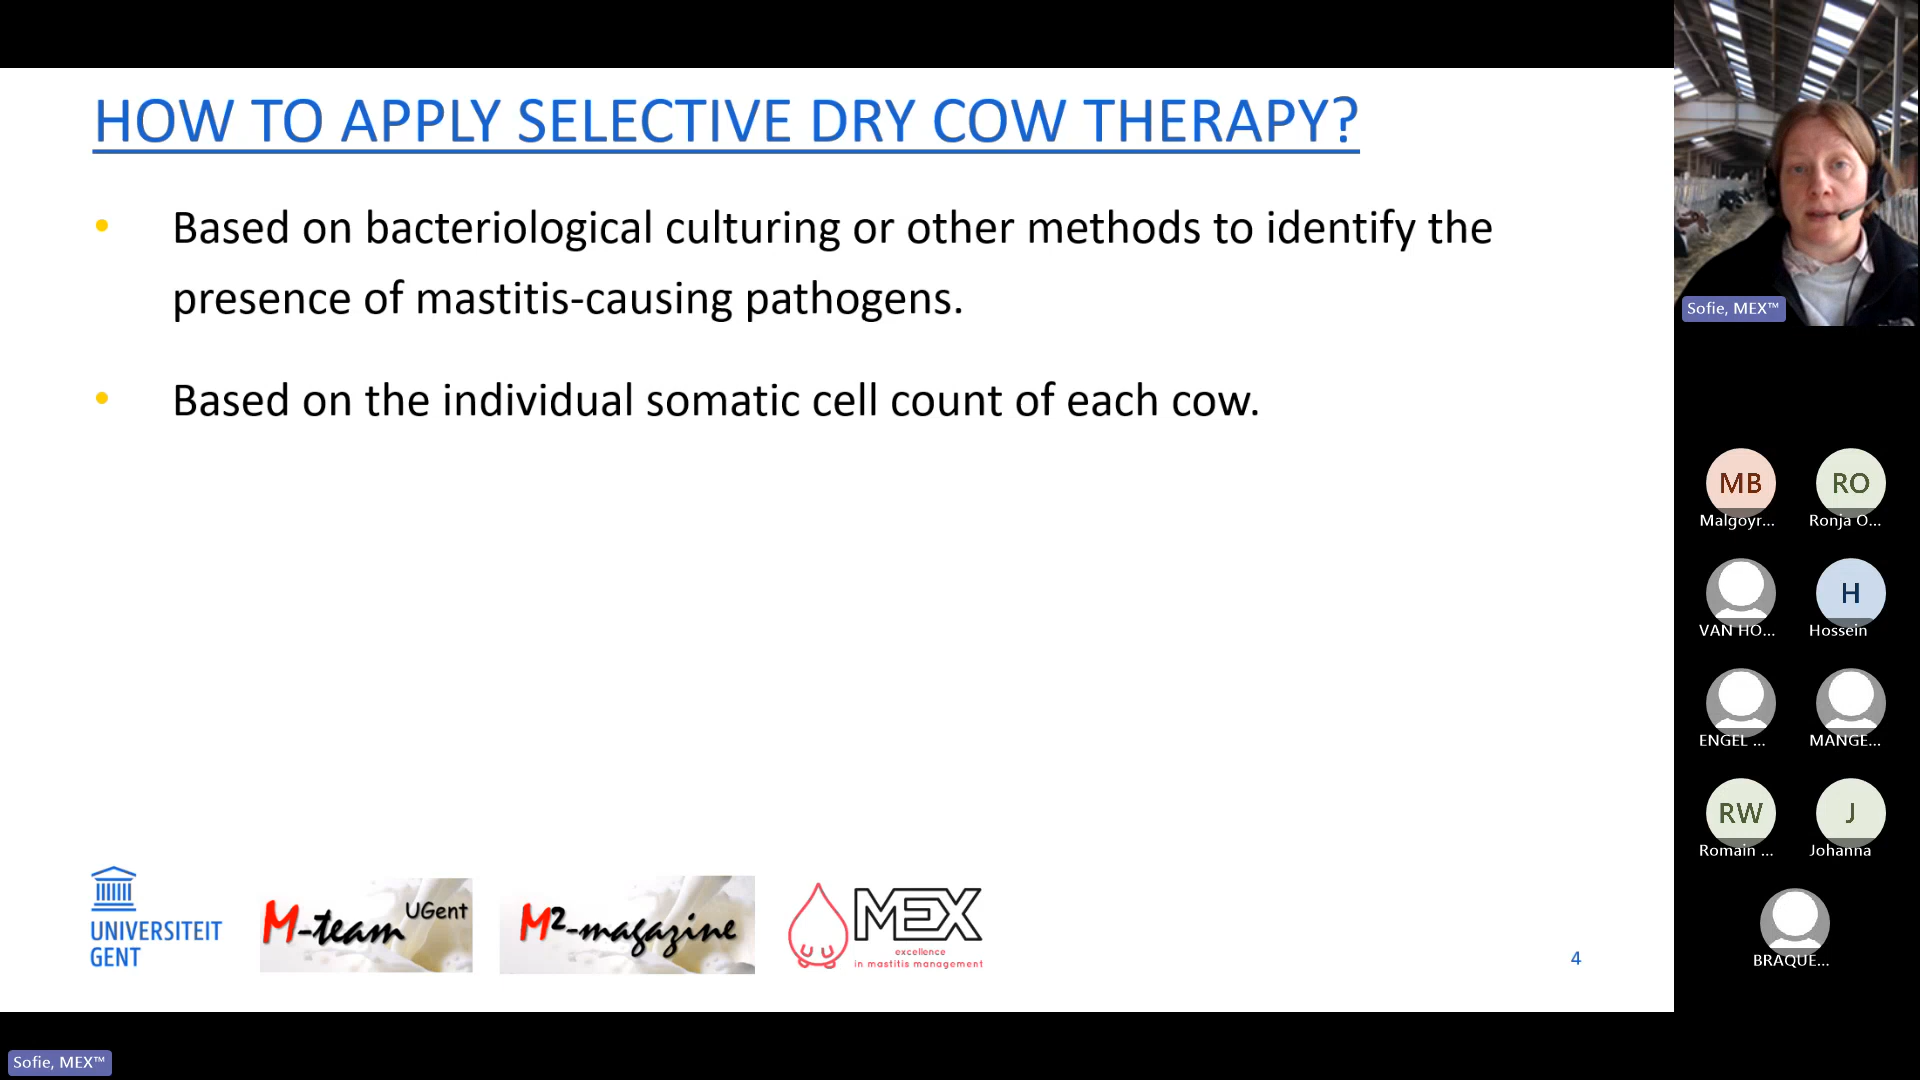 HOW TO APPLY SELECTIVE DRY COW THERAPY?
• Based on bacteriological culturing or other methods to identify the
presence of mastitis-causing pathogens.
• Based on the individual somatic cell count of each cow.
UNIVERSITEIT
GENT
M-team UGent
M²-magazine
MEX
excellence
in mastitis management
4
Sofie, MEX™
MB
Malgoyr...
RO
Ronja O...
VAN HO...
H
Hossein
ENGEL ...
MANGE...
RW
Romain ...
J
Johanna
BRAQUE...
Sofie, MEX™